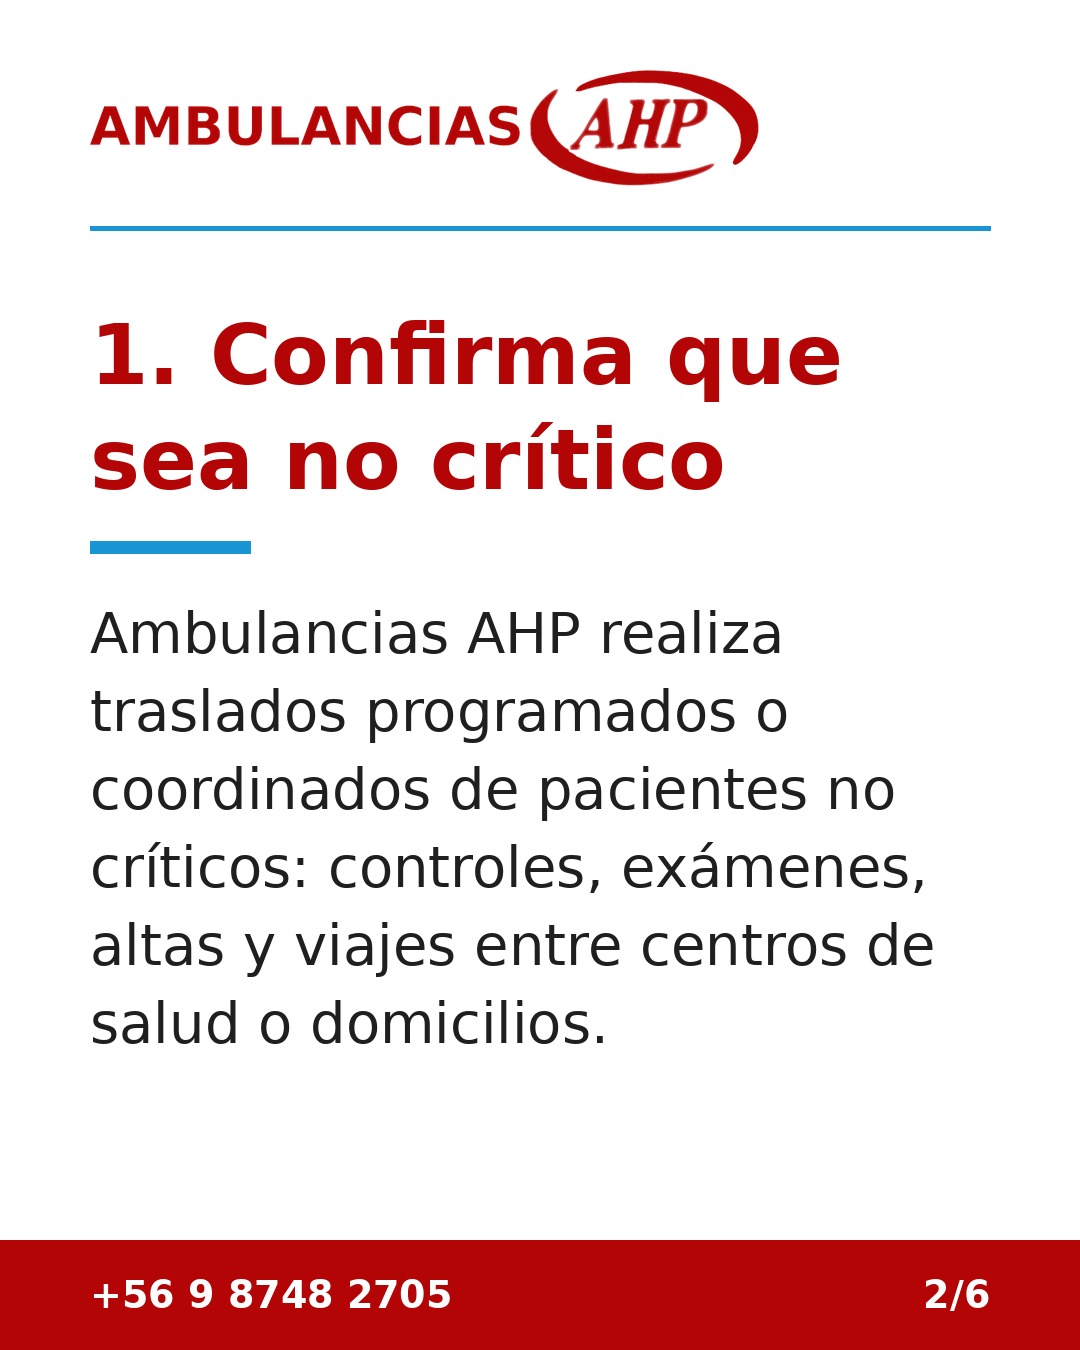 AMBULANCIAS AHP
1. Confirma que
sea no crítico
Ambulancias AHP realiza
traslados programados o
coordinados de pacientes no
críticos: controles, exámenes,
altas y viajes entre centros de
salud o domicilios.
+56 9 8748 2705 2/6